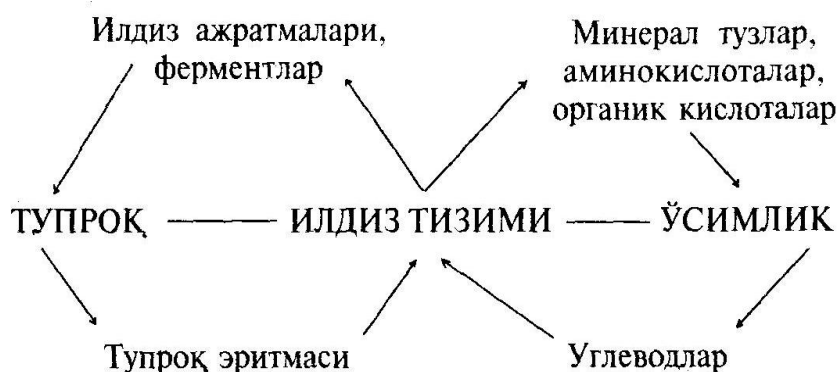 Илдиз ажратмалари,
ферментлар
Минерал тузлар,
аминокислоталар,
органик кислоталар
ТУПРОҚ ИЛДИЗ ТИЗИМИ ЎСИМЛИК
Тупроқ эритмаси Углеводлар